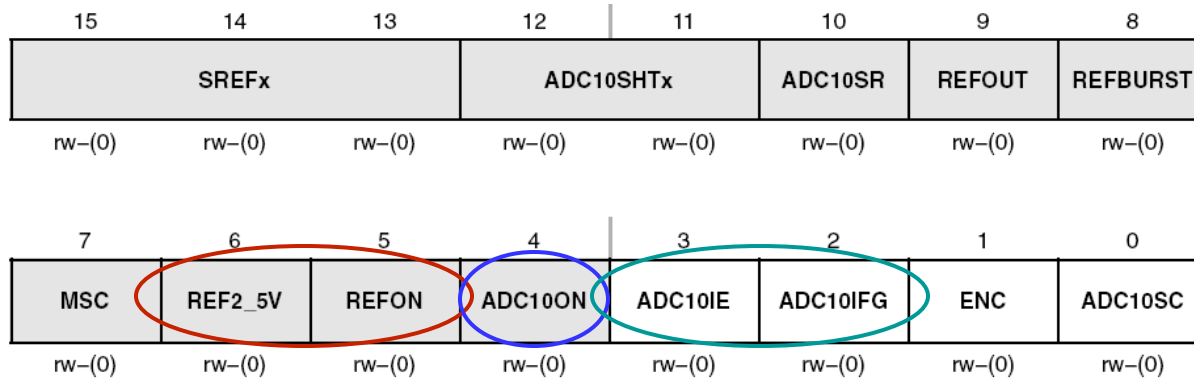 15 14 13 12 11 10 9 8
SREFx ADC10SHTx ADC10SR REFOUT REFBURST
rw−(0) rw−(0) rw−(0) rw−(0) rw−(0) rw−(0) rw−(0) rw−(0)
7 6 5 4 3 2 1 0
MSC REF2_5V REFON ADC10ON ADC10IE ADC10IFG ENC ADC10SC
rw−(0) rw−(0) rw−(0) rw−(0) rw−(0) rw−(0) rw−(0) rw−(0)